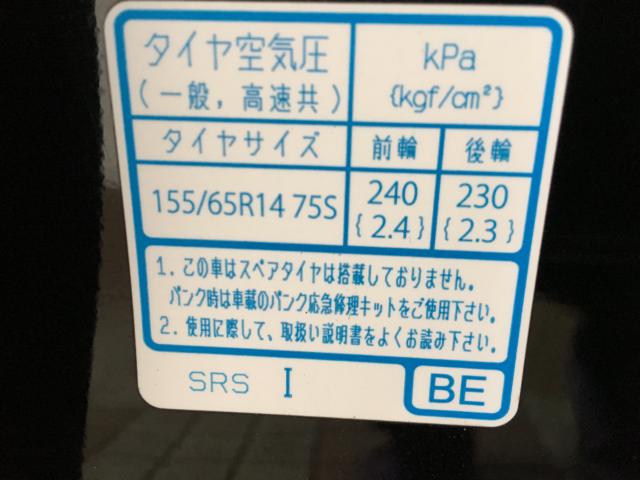 タイヤ空気圧 kPa
(一般,高速共) {kgf/cm²}
タイヤサイズ 前輪 後輪
155/65R14 75S 240 230
{2.4} {2.3}
1. この車はスペアタイヤは搭載しておりません。
パンク時は車載のパンク応急修理キットをご使用下さい。
2. 使用に際して、取扱い説明書をよくお読み下さい。
SRS I BE